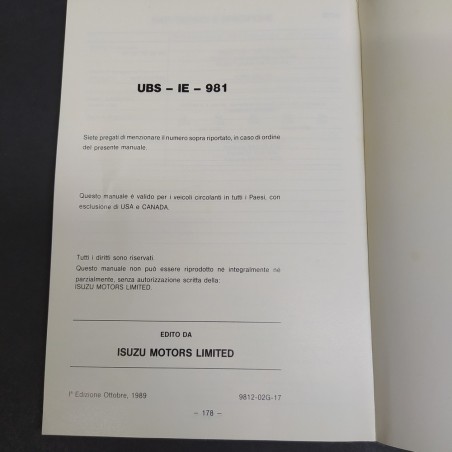 UBS – IE – 981
Siete pregati di menzionare il numero sopra riportato, in caso di ordine
del presente manuale.
Questo manuale è valido per i veicoli circolanti in tutti i Paesi, con
esclusione di USA e CANADA.
Tutti i diritti sono riservati.
Questo manuale non può essere riprodotto né integralmente né
parzialmente, senza autorizzazione scritta della:
ISUZU MOTORS LIMITED.
EDITO DA
ISUZU MOTORS LIMITED
Iª Edizione Ottobre, 1989 9812-02G-17
– 178 –